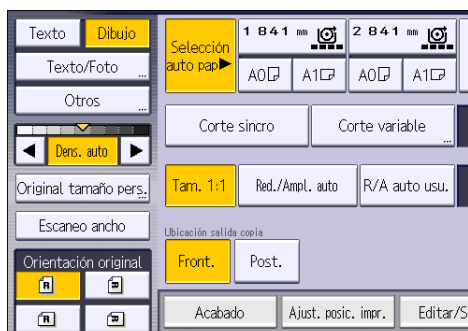 Texto Dibujo
Texto/Foto ...
Otros ...
Dens. auto
Original tamaño pers.
Escaneo ancho
Orientación original
R R
R R
Selección
auto pap▶
1 841 mm 2 841 mm
A0 A1 A0 A1
Corte sincro Corte variable ...
Tam. 1:1 Red./Ampl. auto R/A auto usu.
Ubicación salida copia
Front. Post.
Acabado Ajust. posic. impr. Editar/S